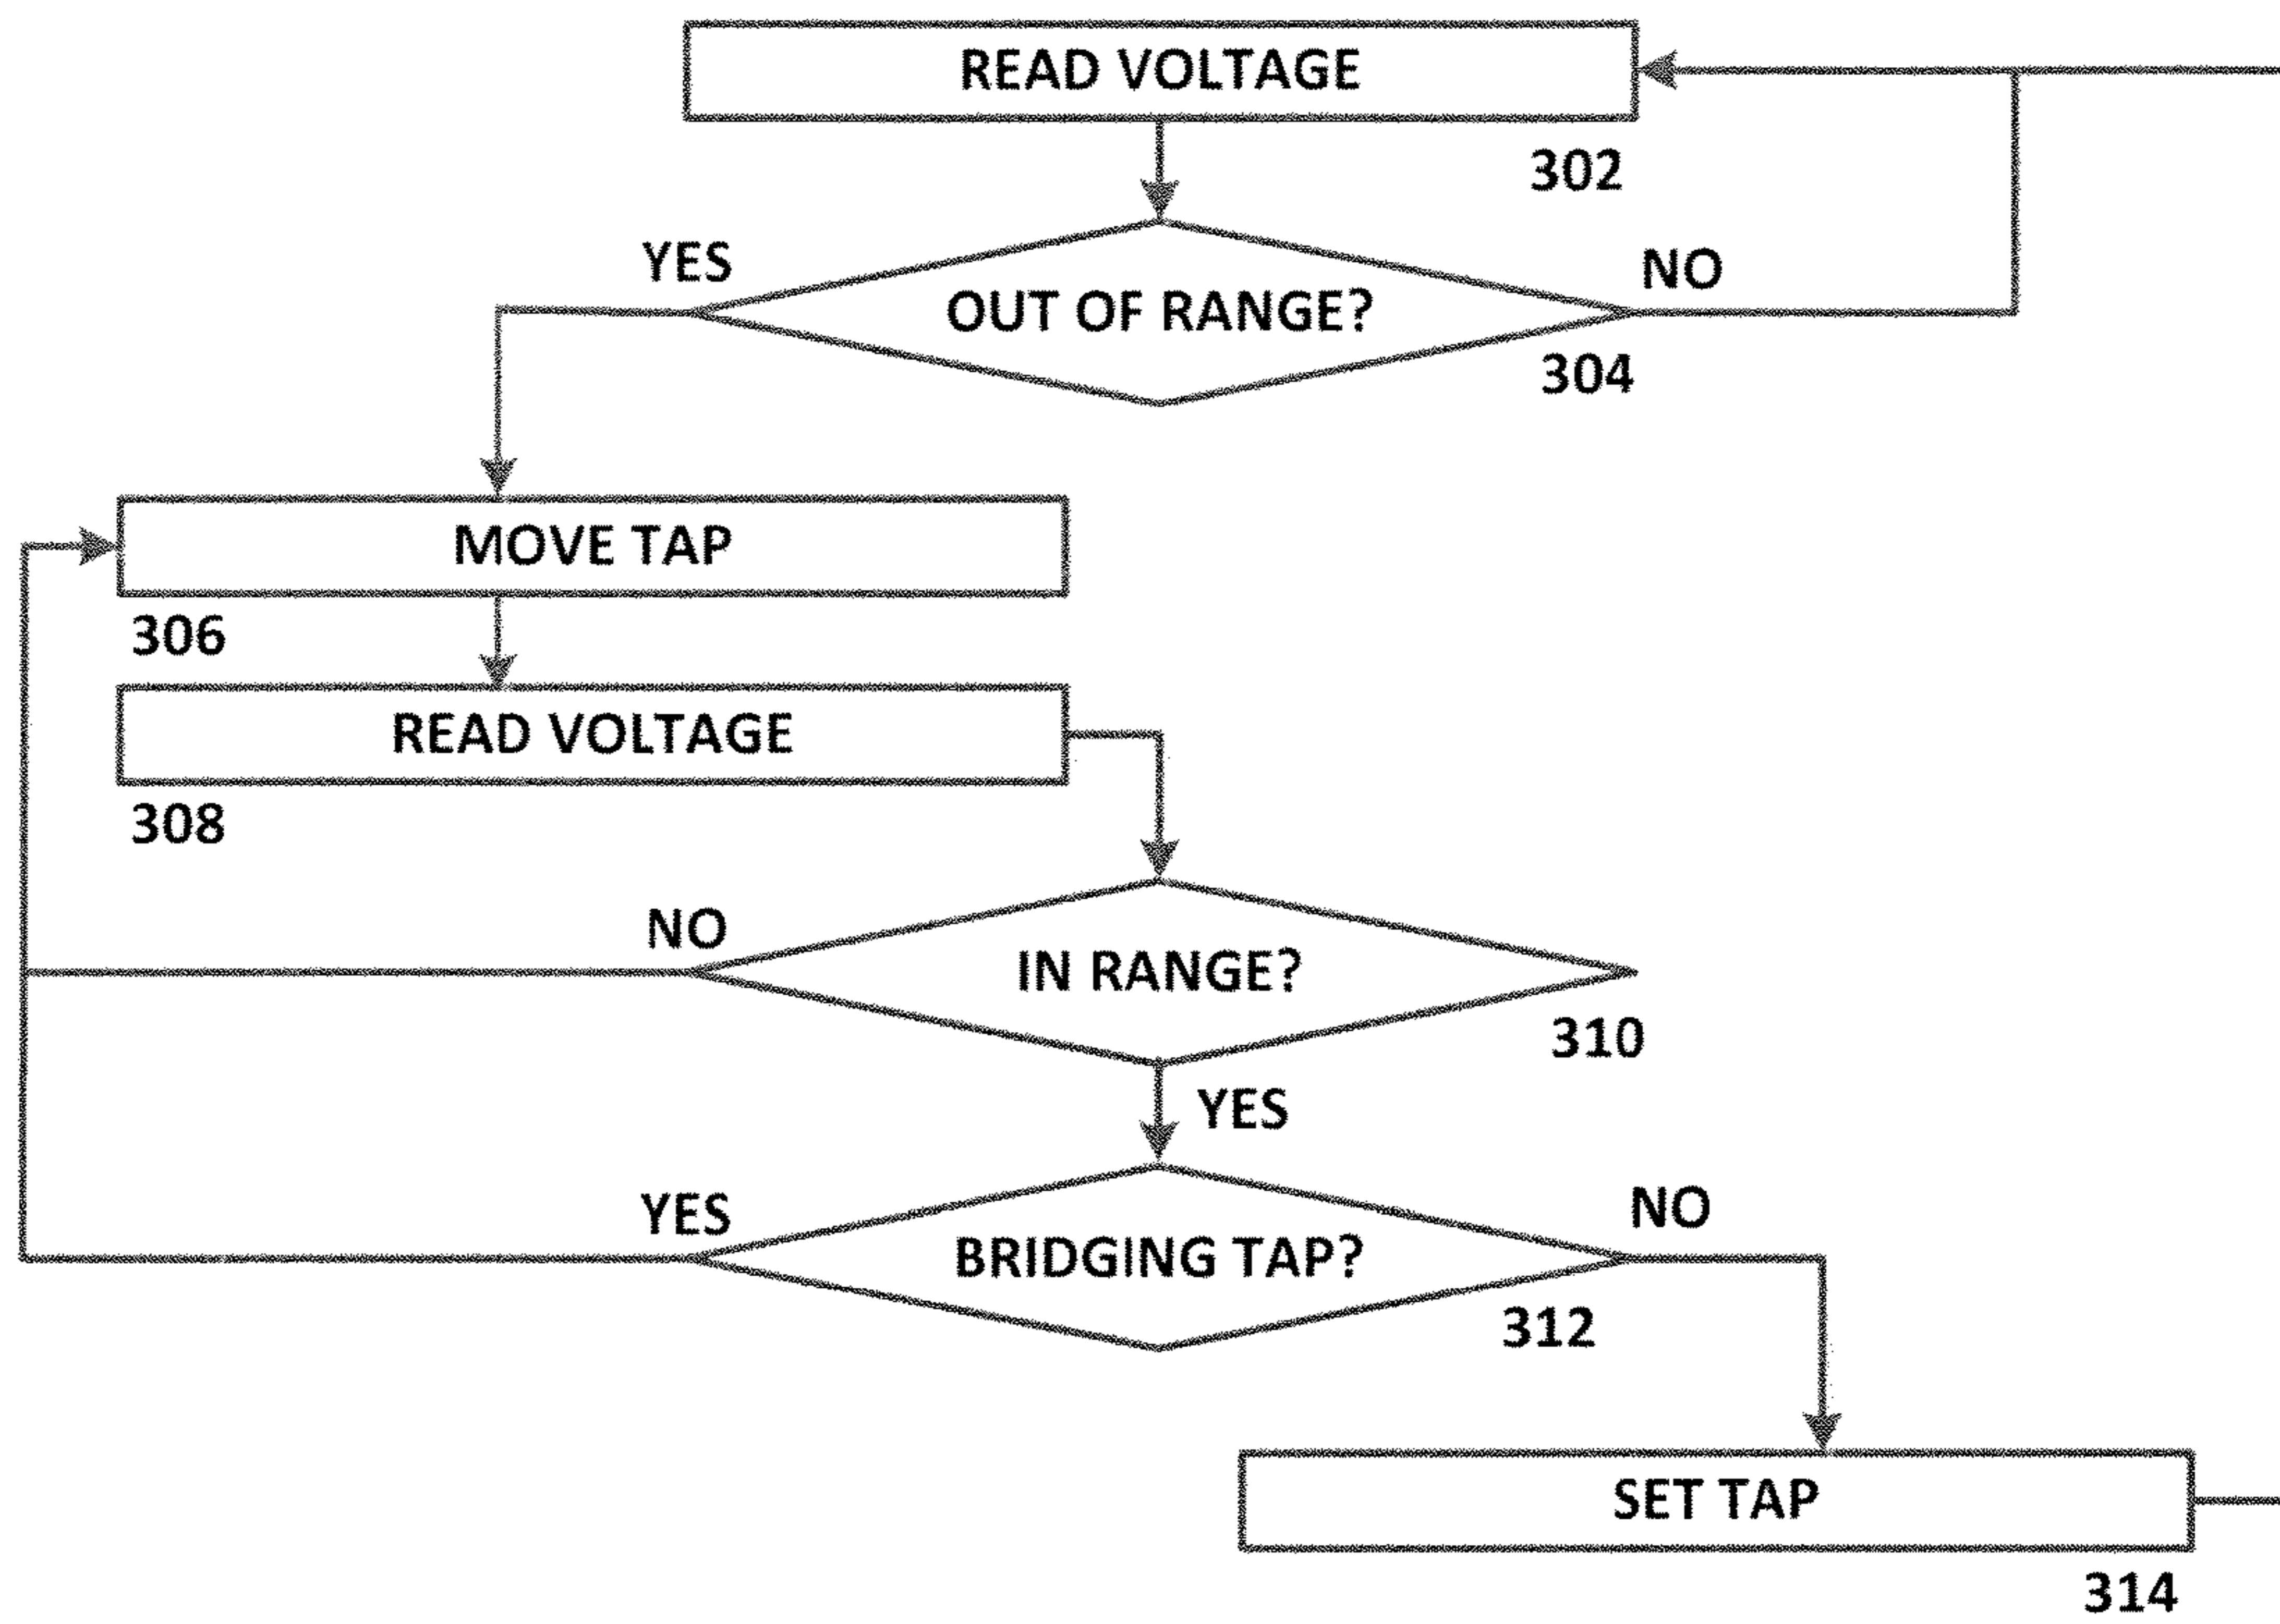 READ VOLTAGE
302
YES
NO
OUT OF RANGE?
304
MOVE TAP
306
READ VOLTAGE
308
NO
IN RANGE?
310
YES
YES
NO
BRIDGING TAP?
312
SET TAP
314